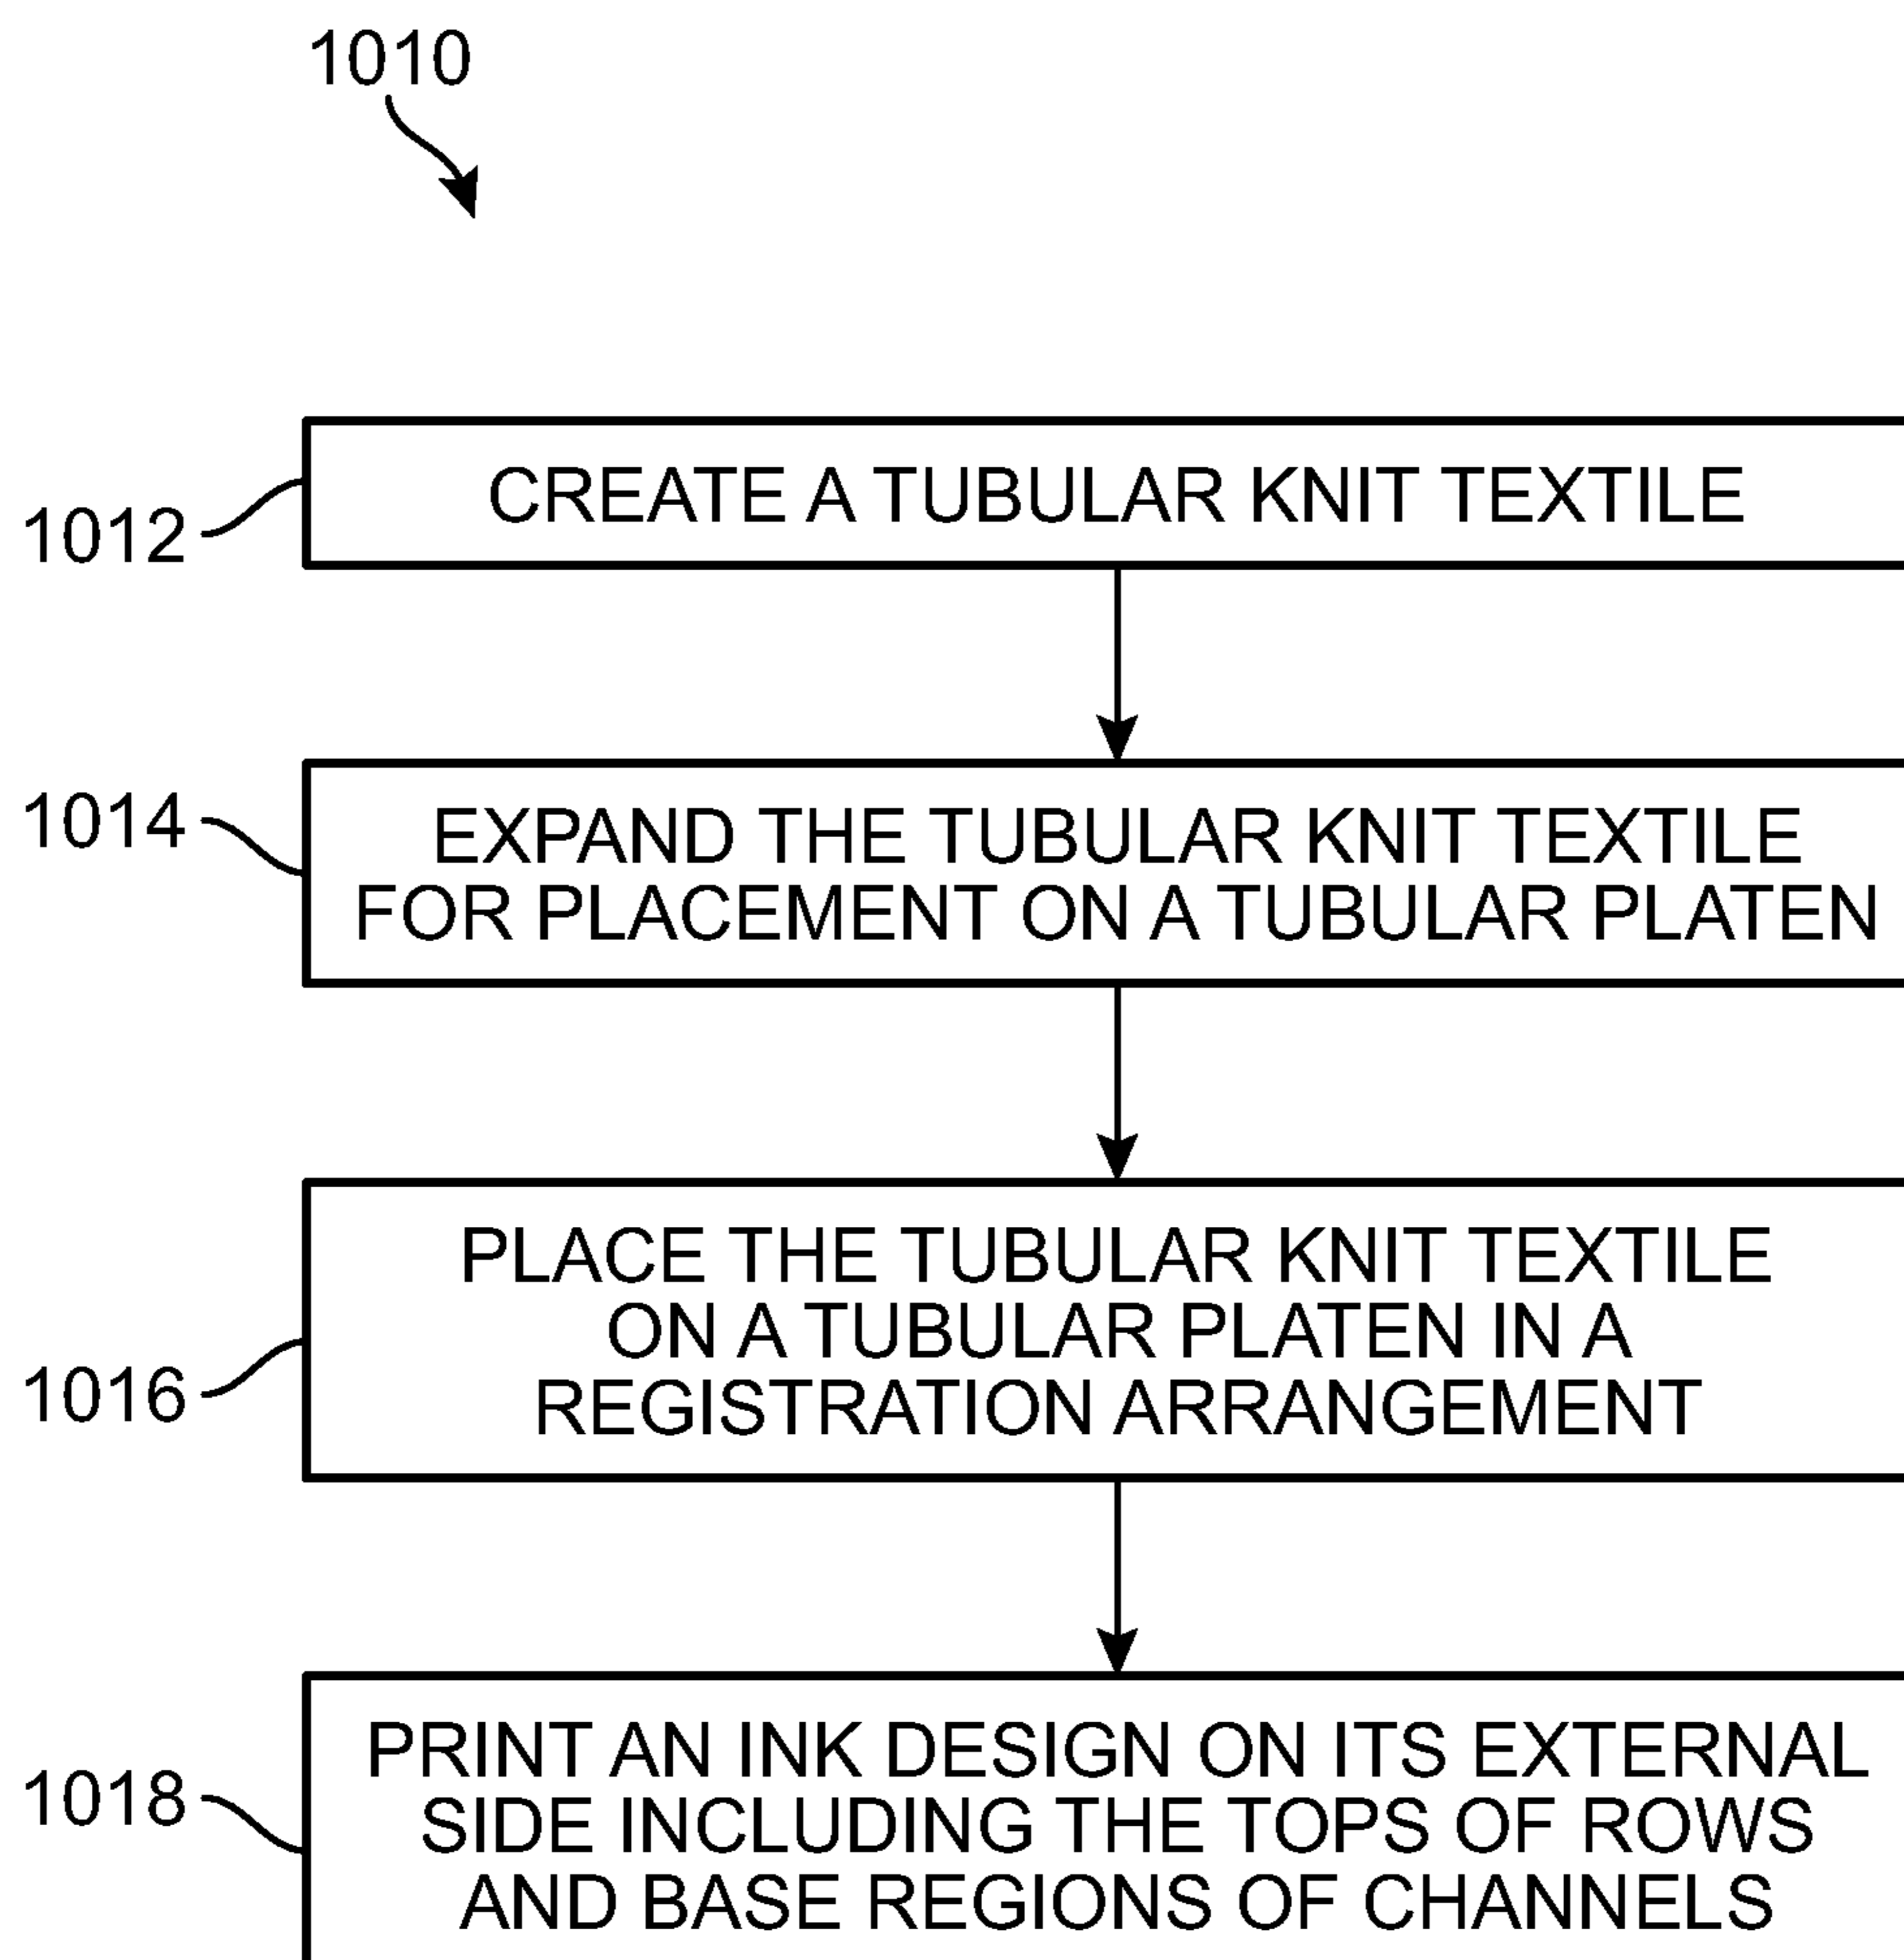 1010
1012
CREATE A TUBULAR KNIT TEXTILE
1014
EXPAND THE TUBULAR KNIT TEXTILE
FOR PLACEMENT ON A TUBULAR PLATEN
1016
PLACE THE TUBULAR KNIT TEXTILE
ON A TUBULAR PLATEN IN A
REGISTRATION ARRANGEMENT
1018
PRINT AN INK DESIGN ON ITS EXTERNAL
SIDE INCLUDING THE TOPS OF ROWS
AND BASE REGIONS OF CHANNELS